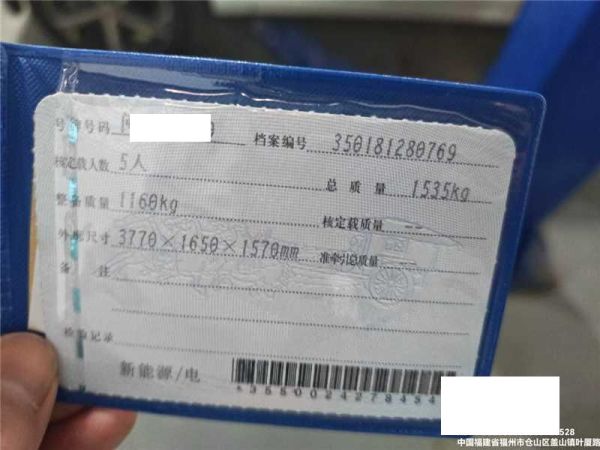 号牌号码
档案编号 350181280769
核定载人数 5人
总质量 1535kg
整备质量 1160kg
核定载质量 --
外廓尺寸 3770×1650×1570mm
准牵引总质量 --
备注
检验记录
新能源/电
528
中国福建省福州市仓山区盖山镇叶厦路